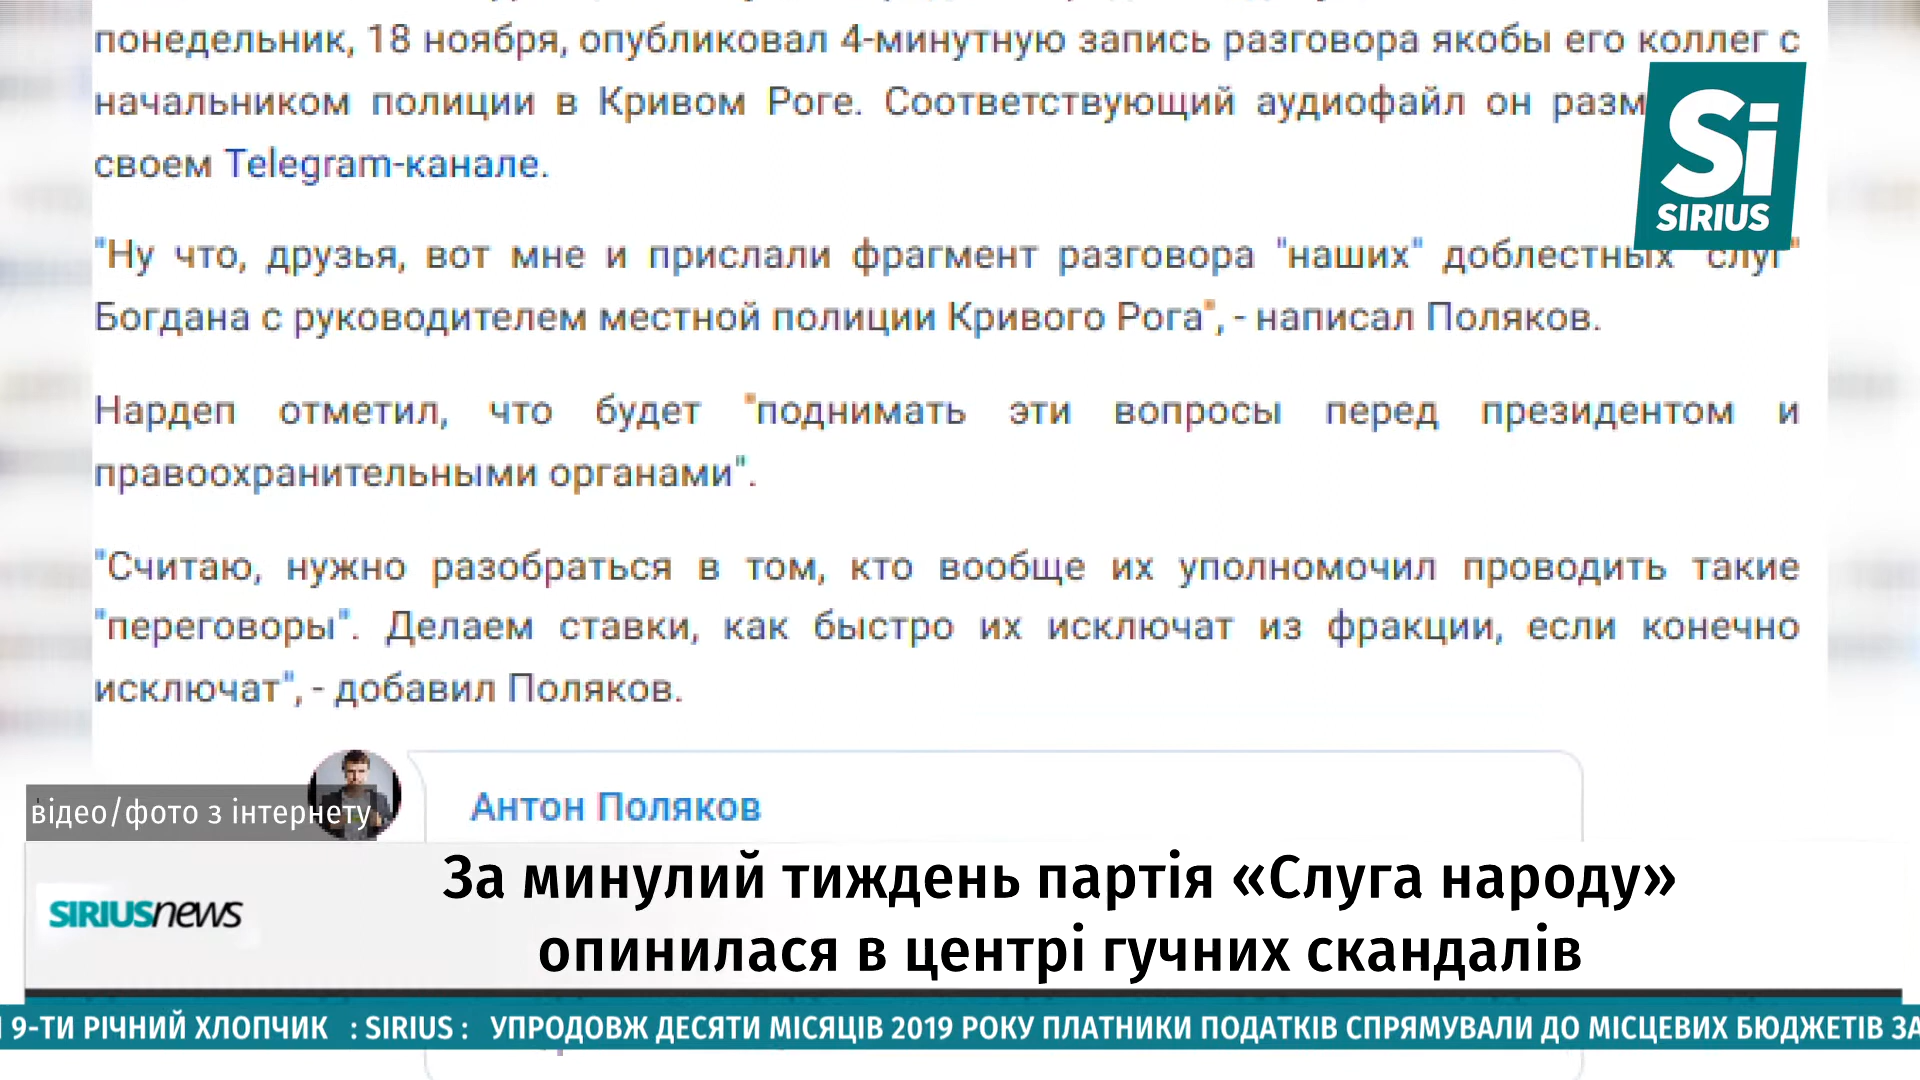 понедельник, 18 ноября, опубликовал 4-минутную запись разговора якобы его коллег с
начальником полиции в Кривом Роге. Соответствующий аудиофайл он разм
своем Telegram-канале.
Si
SIRIUS
"Ну что, друзья, вот мне и прислали фрагмент разговора "наших" доблестных "слуг"
Богдана с руководителем местной полиции Кривого Рога", - написал Поляков.
Нардеп отметил, что будет "поднимать эти вопросы перед президентом и
правоохранительными органами".
"Считаю, нужно разобраться в том, кто вообще их уполномочил проводить такие
"переговоры". Делаем ставки, как быстро их исключат из фракции, если конечно
исключат", - добавил Поляков.
Антон Поляков
відео/фото з інтернету
За минулий тиждень партія «Слуга народу»
опинилася в центрі гучних скандалів
SIRIUSnews
9-ТИ РІЧНИЙ ХЛОПЧИК : SIRIUS : УПРОДОВЖ ДЕСЯТИ МІСЯЦІВ 2019 РОКУ ПЛАТНИКИ ПОДАТКІВ СПРЯМУВАЛИ ДО МІСЦЕВИХ БЮДЖЕТІВ ЗА